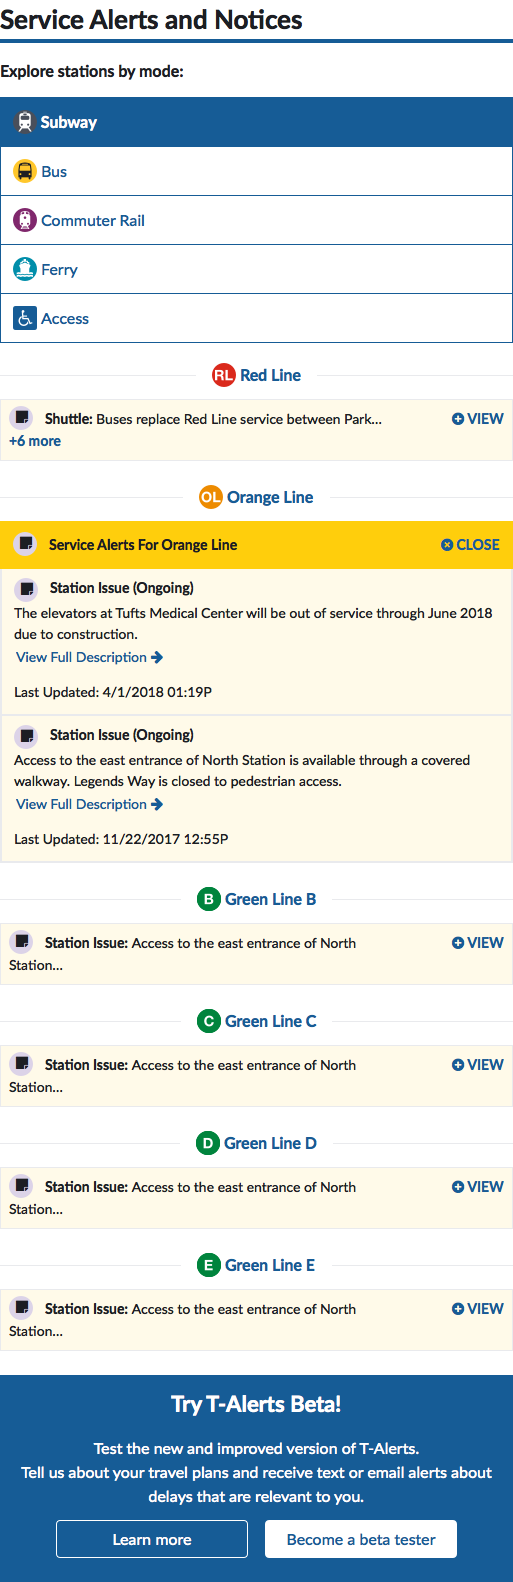 Service Alerts and Notices
Explore stations by mode:
Subway
Bus
Commuter Rail
Ferry
Access
RL Red Line
Shuttle: Buses replace Red Line service between Park... VIEW
+6 more
OL Orange Line
Service Alerts For Orange Line CLOSE
Station Issue (Ongoing)
The elevators at Tufts Medical Center will be out of service through June 2018
due to construction.
View Full Description
Last Updated: 4/1/2018 01:19P
Station Issue (Ongoing)
Access to the east entrance of North Station is available through a covered
walkway. Legends Way is closed to pedestrian access.
View Full Description
Last Updated: 11/22/2017 12:55P
B Green Line B
Station Issue: Access to the east entrance of North VIEW
Station...
C Green Line C
Station Issue: Access to the east entrance of North VIEW
Station...
D Green Line D
Station Issue: Access to the east entrance of North VIEW
Station...
E Green Line E
Station Issue: Access to the east entrance of North VIEW
Station...
Try T-Alerts Beta!
Test the new and improved version of T-Alerts.
Tell us about your travel plans and receive text or email alerts about
delays that are relevant to you.
Learn more Become a beta tester